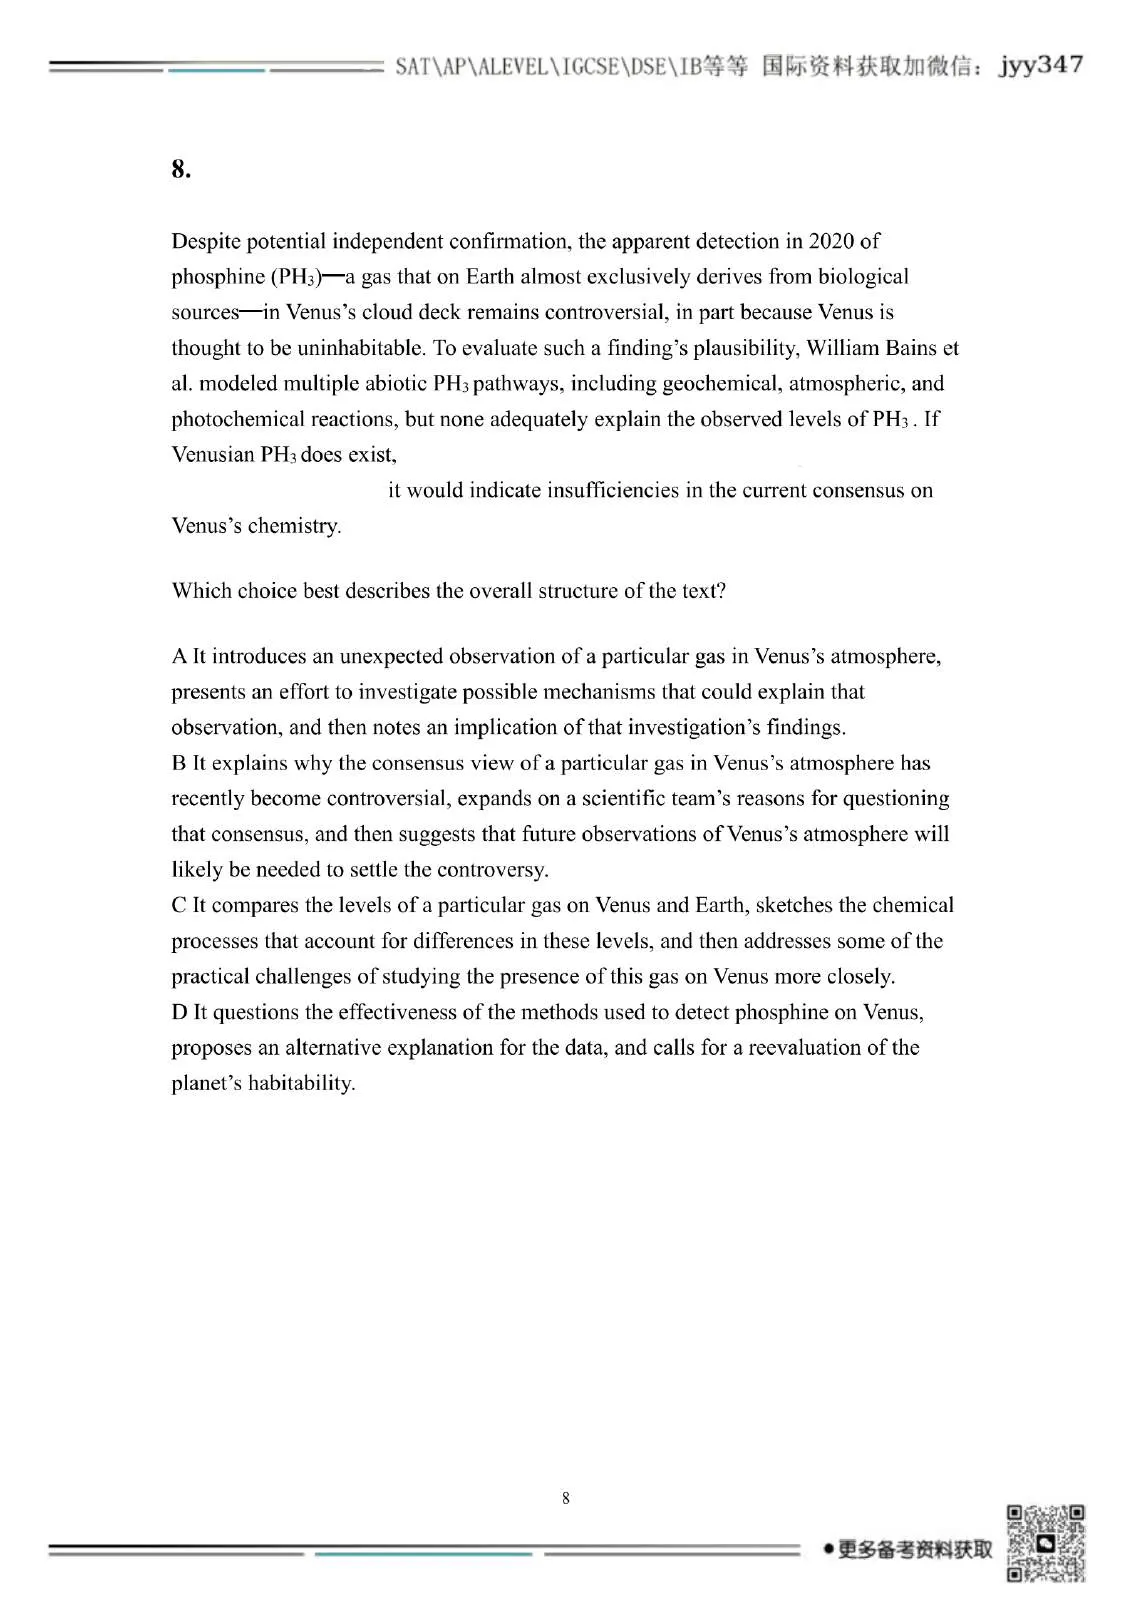 SAT\AP\ALEVEL\IGCSE\DSE\IB等等 国际资料获取加微信： jyy347
8.
Despite potential independent confirmation, the apparent detection in 2020 of
phosphine (PH₃)—a gas that on Earth almost exclusively derives from biological
sources—in Venus’s cloud deck remains controversial, in part because Venus is
thought to be uninhabitable. To evaluate such a finding’s plausibility, William Bains et
al. modeled multiple abiotic PH₃ pathways, including geochemical, atmospheric, and
photochemical reactions, but none adequately explain the observed levels of PH₃ . If
Venusian PH₃ does exist,
it would indicate insufficiencies in the current consensus on
Venus’s chemistry.
Which choice best describes the overall structure of the text?
A It introduces an unexpected observation of a particular gas in Venus’s atmosphere,
presents an effort to investigate possible mechanisms that could explain that
observation, and then notes an implication of that investigation’s findings.
B It explains why the consensus view of a particular gas in Venus’s atmosphere has
recently become controversial, expands on a scientific team’s reasons for questioning
that consensus, and then suggests that future observations of Venus’s atmosphere will
likely be needed to settle the controversy.
C It compares the levels of a particular gas on Venus and Earth, sketches the chemical
processes that account for differences in these levels, and then addresses some of the
practical challenges of studying the presence of this gas on Venus more closely.
D It questions the effectiveness of the methods used to detect phosphine on Venus,
proposes an alternative explanation for the data, and calls for a reevaluation of the
planet’s habitability.
8
●更多备考资料获取